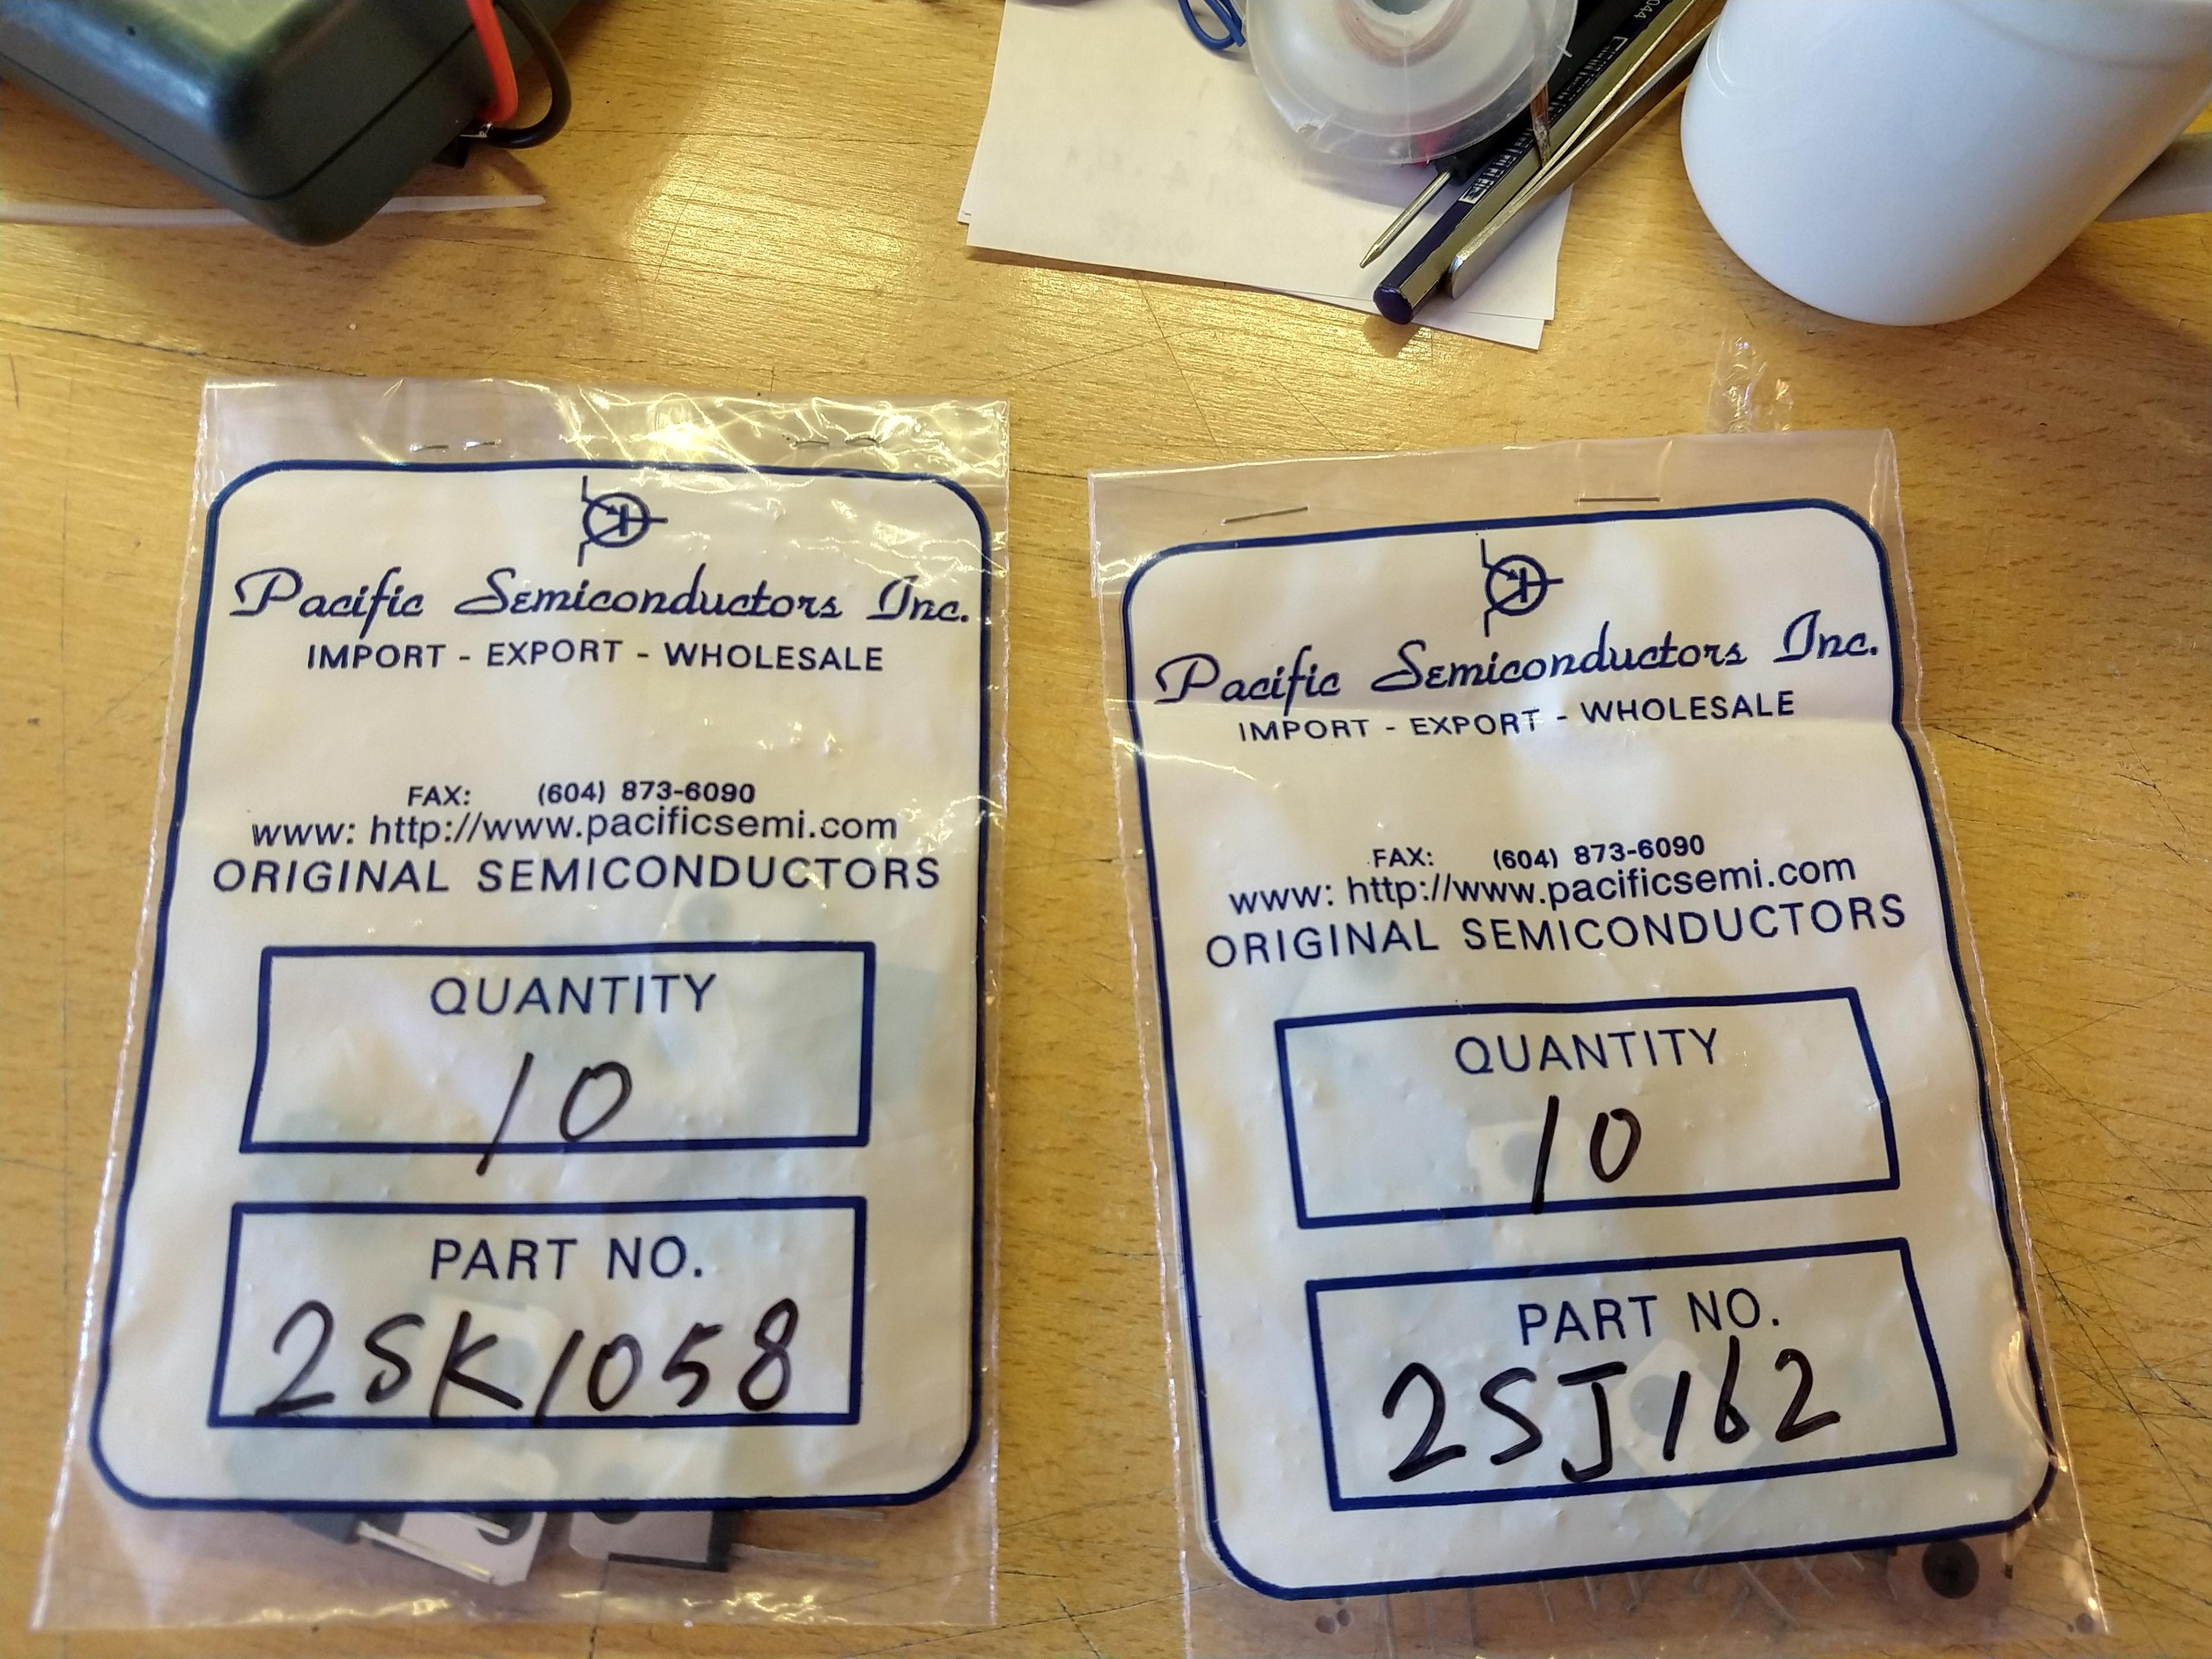 Pacific Semiconductors Inc.
IMPORT - EXPORT - WHOLESALE
FAX: (604) 873-6090
www: http://www.pacificsemi.com
ORIGINAL SEMICONDUCTORS
QUANTITY
10
PART NO.
2SK1058
Pacific Semiconductors Inc.
IMPORT - EXPORT - WHOLESALE
FAX: (604) 873-6090
www: http://www.pacificsemi.com
ORIGINAL SEMICONDUCTORS
QUANTITY
10
PART NO.
2SJ162